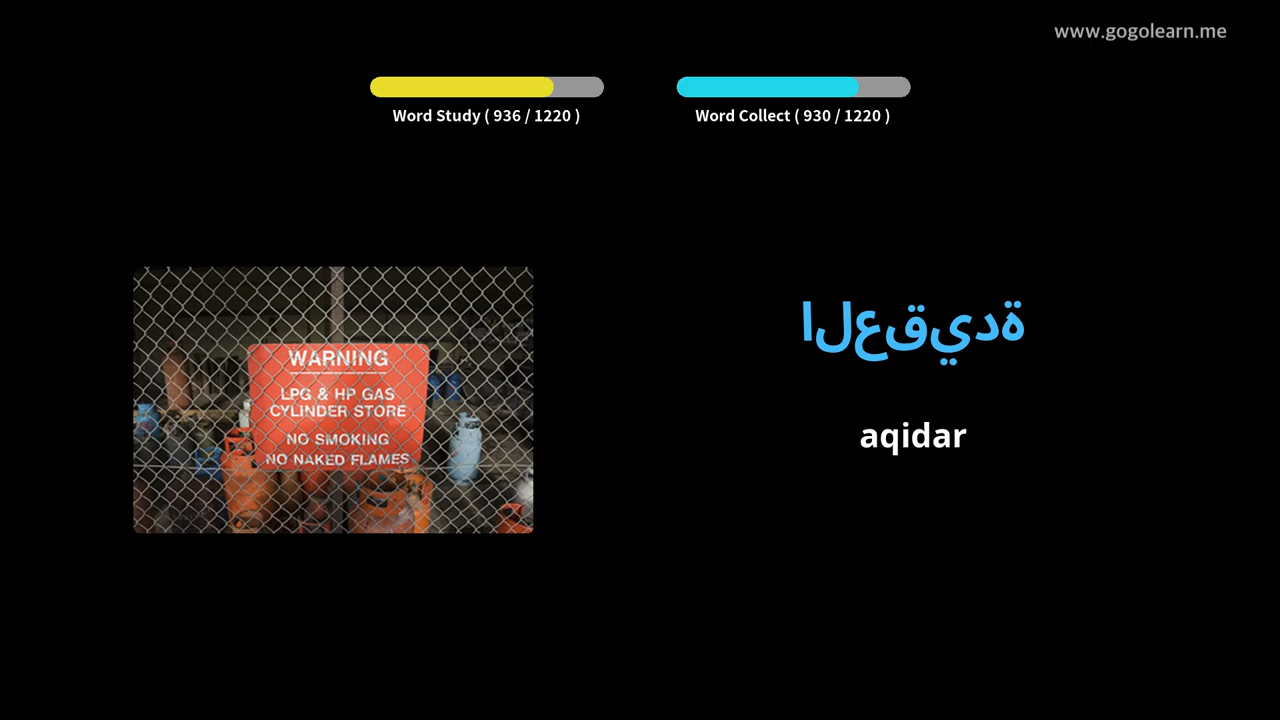 www.gogolearn.me
Word Study ( 936 / 1220 )
Word Collect ( 930 / 1220 )
WARNING
LPG & HP GAS
CYLINDER STORE
NO SMOKING
NO NAKED FLAMES
العقيدة
aqidar